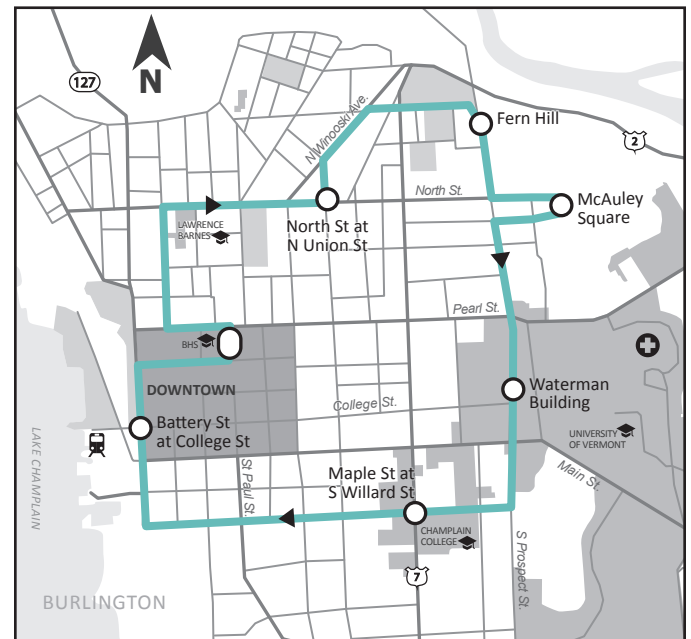 127
N
N Winooski Ave.
Fern Hill
2
North St.
McAuley
Square
LAWRENCE
BARNES
North St at
N Union St
Pearl St.
BHS
DOWNTOWN
College St.
Waterman
Building
Battery St
at College St
UNIVERSITY
OF VERMONT
LAKE CHAMPLAIN
Maple St at
S Willard St
Main St.
St Paul St
CHAMPLAIN
COLLEGE
S Prospect St.
7
BURLINGTON